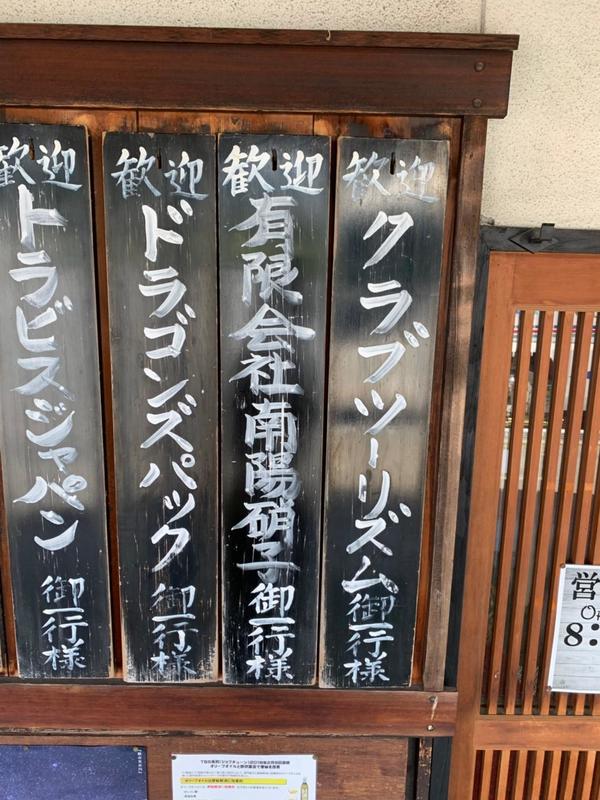 歓迎
クラブツーリズム
御一行様
歓迎
有限会社南陽硝子
御一行様
歓迎
ドラゴンズパック
御一行様
歓迎
トラビスジャパン
御一行様
営
8: